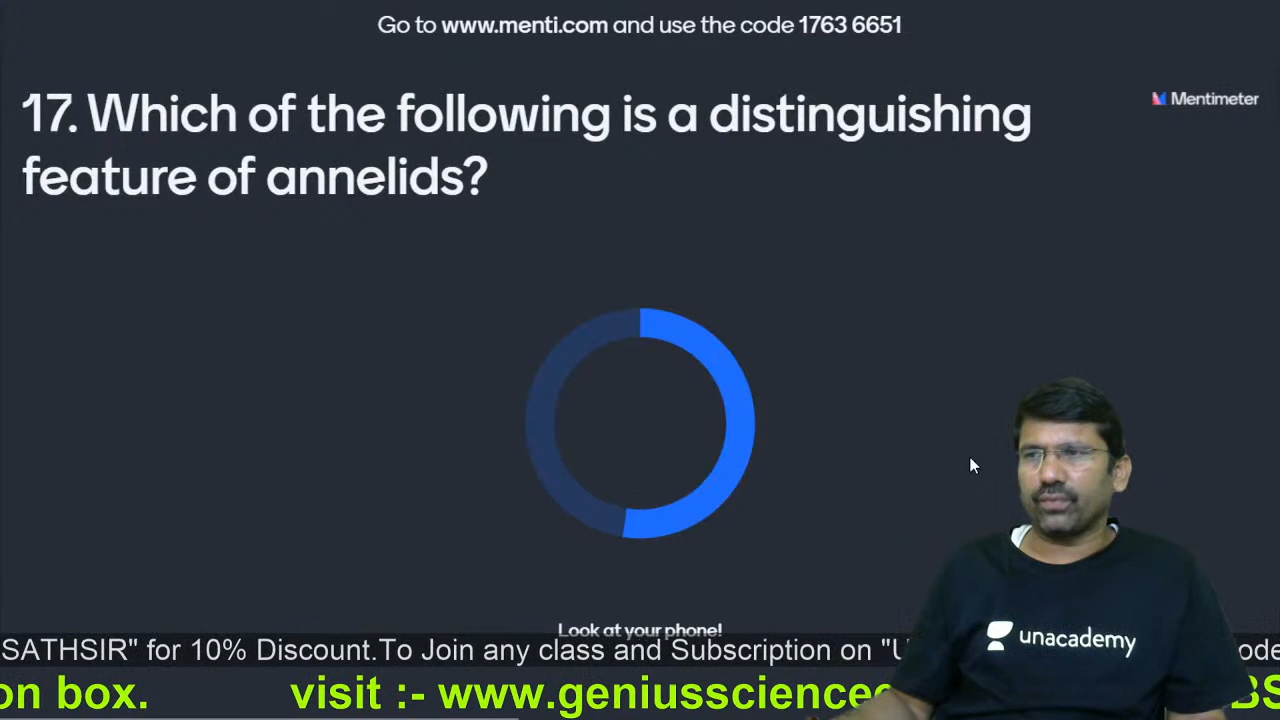 Go to www.menti.com and use the code 1763 6651
Mentimeter
17. Which of the following is a distinguishing
feature of annelids?
unacademy
Look at your phone!
SATHSIR" for 10% Discount.To Join any class and Subscription on "U
ode
on box. visit :- www.geniusscience
BS